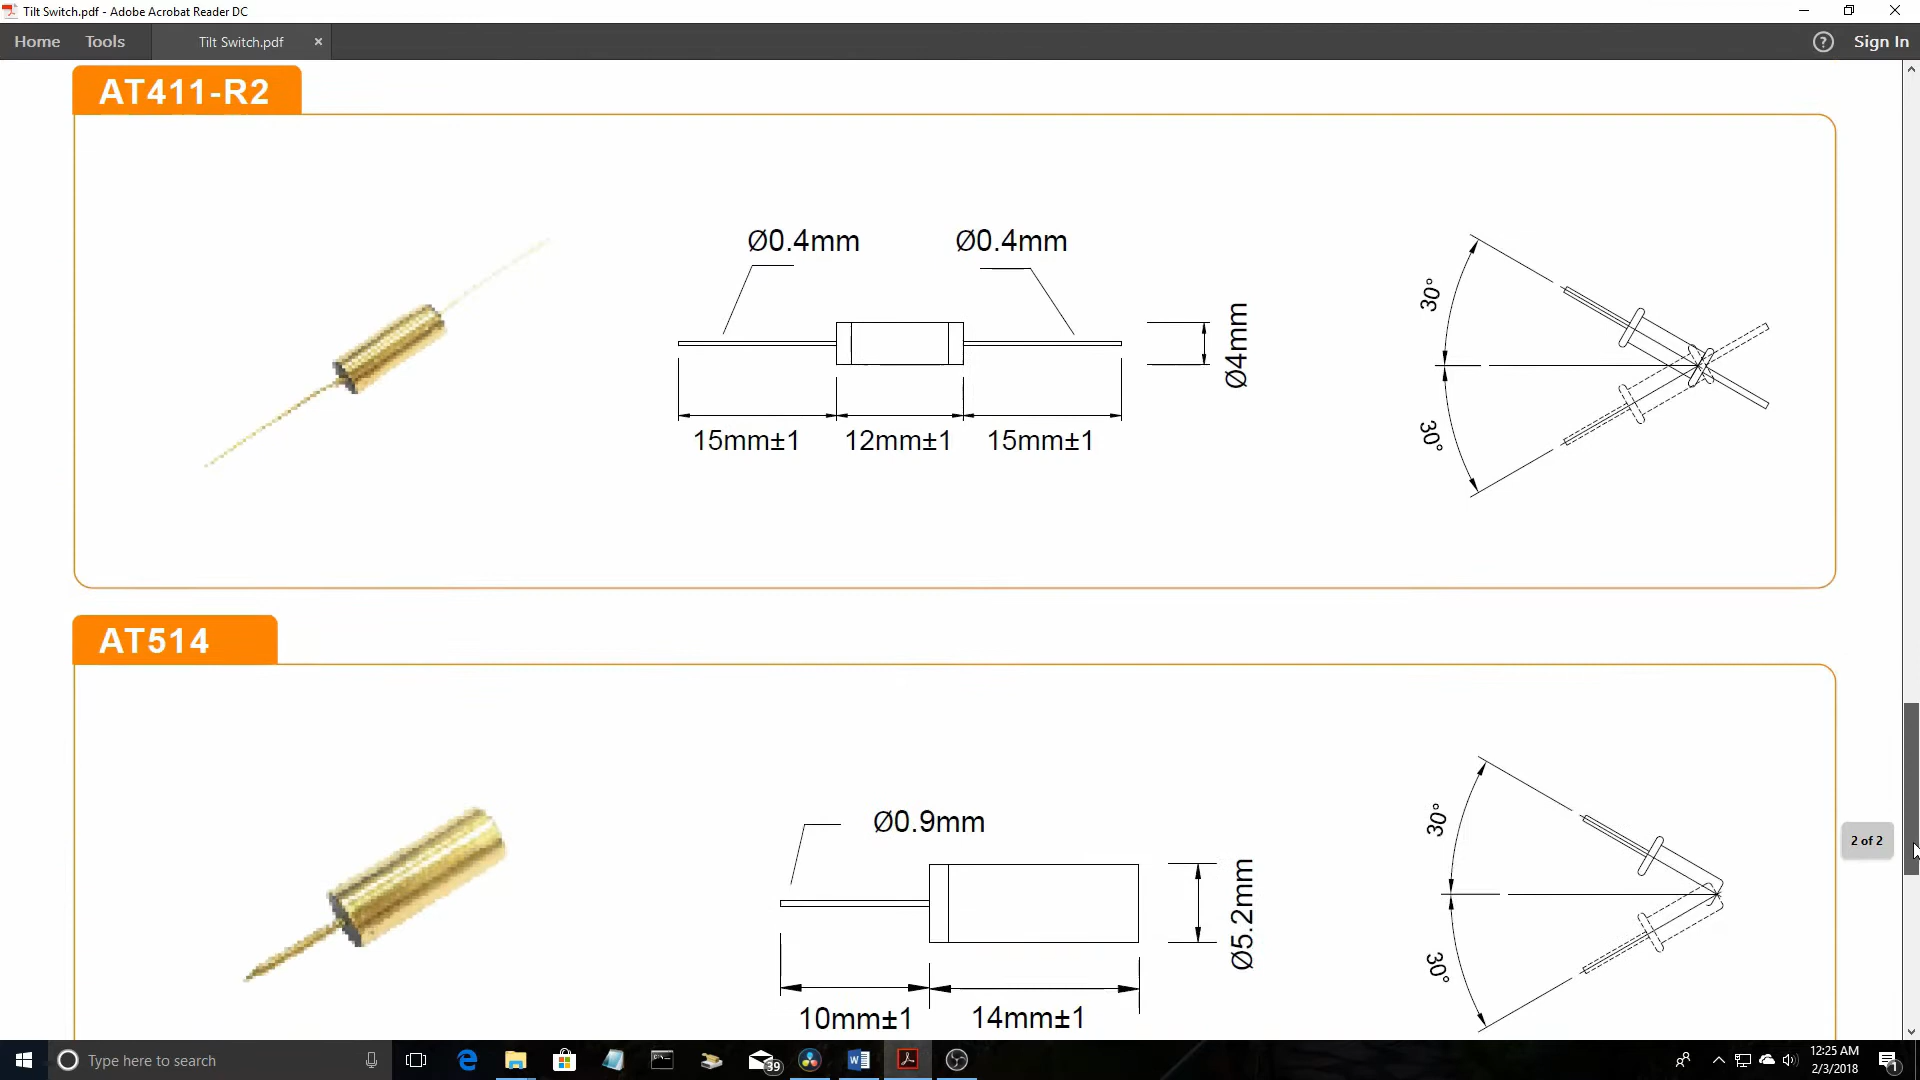 Tilt Switch.pdf - Adobe Acrobat Reader DC
Home
Tools
Tilt Switch.pdf
×
?
Sign In
AT411-R2
Ø0.4mm
Ø0.4mm
Ø4mm
15mm±1
12mm±1
15mm±1
30°
30°
AT514
Ø0.9mm
Ø5.2mm
10mm±1
14mm±1
30°
30°
2 of 2
Type here to search
39
12:25 AM
2/3/2018
1